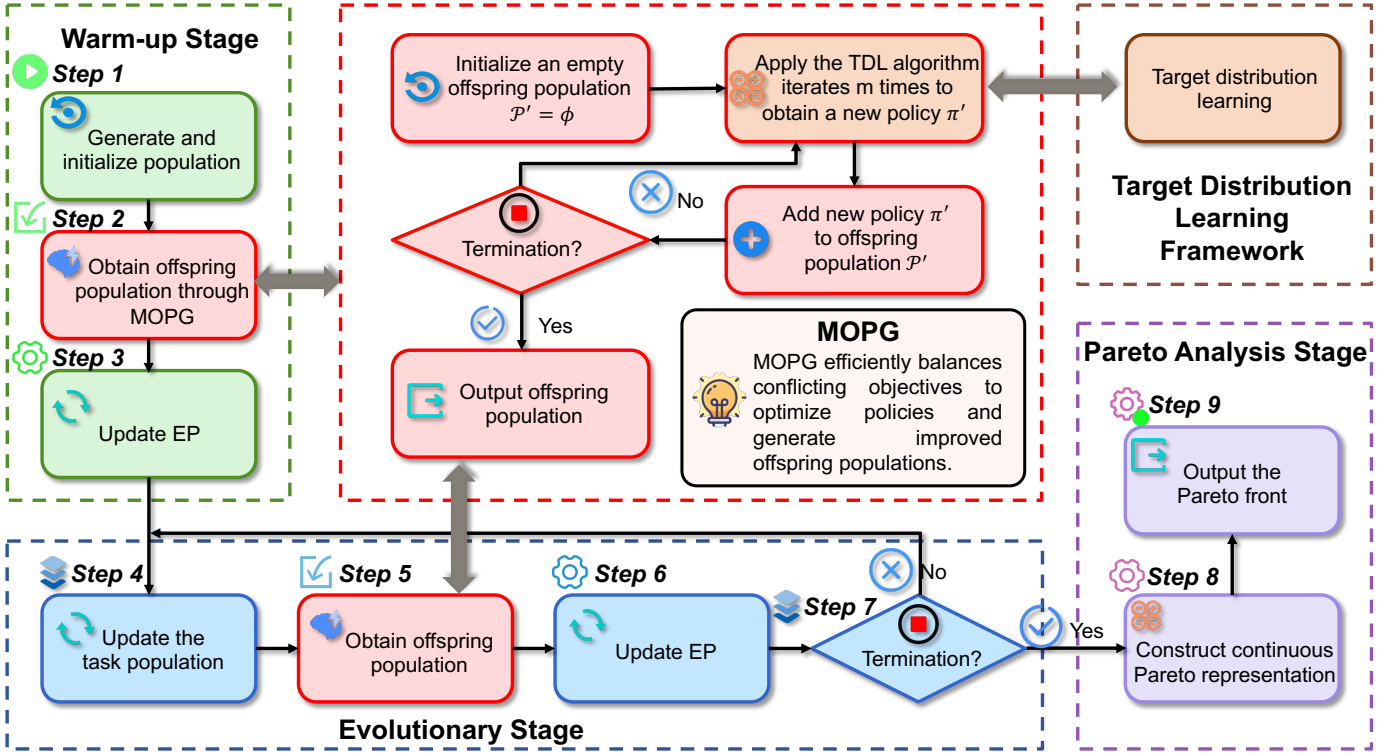 Warm-up Stage
Step 1
Generate and
initialize population
Step 2
Obtain offspring
population through
MOPG
Step 3
Update EP
Initialize an empty
offspring population
𝒫′ = ϕ
Apply the TDL algorithm
iterates m times to
obtain a new policy π′
No
Add new policy π′
to offspring
population 𝒫′
Termination?
Yes
Output offspring
population
MOPG
MOPG efficiently balances
conflicting objectives to
optimize policies and
generate improved
offspring populations.
Target distribution
learning
Target Distribution
Learning
Framework
Pareto Analysis Stage
Step 9
Output the
Pareto front
Step 8
Construct continuous
Pareto representation
Step 4
Update the
task population
Step 5
Obtain offspring
population
Step 6
Update EP
Step 7
No
Termination?
Yes
Evolutionary Stage